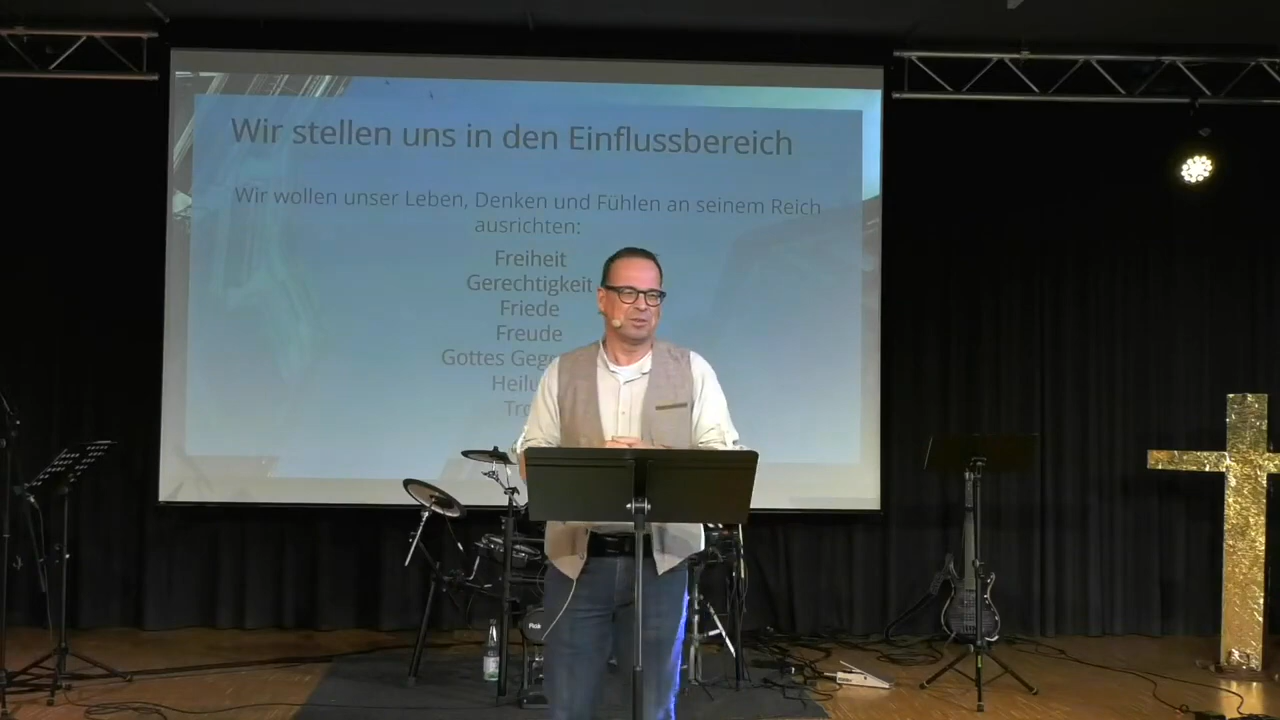 Wir stellen uns in den Einflussbereich
Wir wollen unser Leben, Denken und Fühlen an seinem Reich
ausrichten:
Freiheit
Gerechtigkeit
Friede
Freude
Gottes